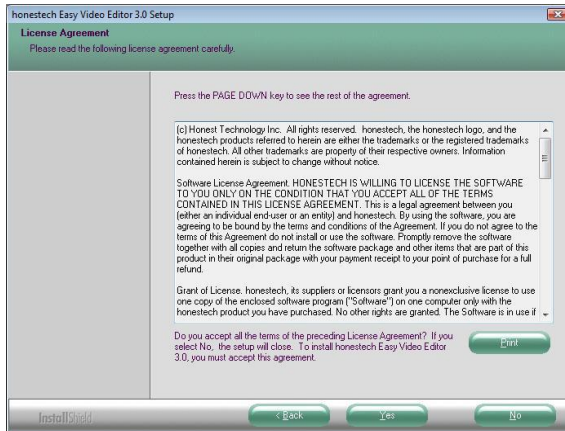 honestech Easy Video Editor 3.0 Setup
License Agreement
Please read the following license agreement carefully.
Press the PAGE DOWN key to see the rest of the agreement.
(c) Honest Technology Inc.  All rights reserved.  honestech, the honestech logo, and the
honestech products referred to herein are either the trademarks or the registered trademarks
of honestech. All other trademarks are property of their respective owners. Information
contained herein is subject to change without notice.
Software License Agreement. HONESTECH IS WILLING TO LICENSE THE SOFTWARE
TO YOU ONLY ON THE CONDITION THAT YOU ACCEPT ALL OF THE TERMS
CONTAINED IN THIS LICENSE AGREEMENT. This is a legal agreement between you
(either an individual end-user or an entity) and honestech. By using the software, you are
agreeing to be bound by the terms and conditions of the Agreement. If you do not agree to the
terms of this Agreement do not install or use the software. Promptly remove the software
together with all copies and return the software package and other items that are part of this
product in their original package with your payment receipt to your point of purchase for a full
refund.
Grant of License. honestech, its suppliers or licensors grant you a nonexclusive license to use
one copy of the enclosed software program ("Software") on one computer only with the
honestech product you have purchased. No other rights are granted. The Software is in use if
Do you accept all the terms of the preceding License Agreement?  If you
select No,  the setup will close.  To install honestech Easy Video Editor
3.0, you must accept this agreement.
Print
InstallShield
< Back
Yes
No